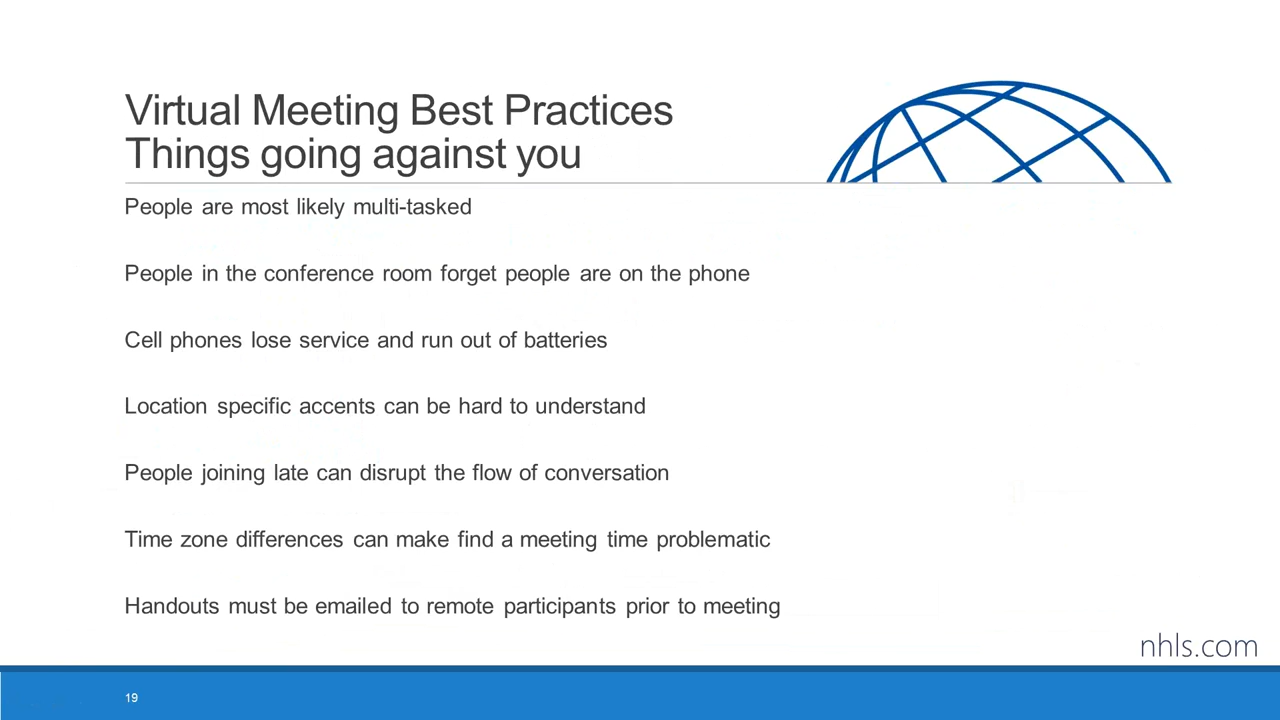 Virtual Meeting Best Practices
Things going against you
People are most likely multi-tasked
People in the conference room forget people are on the phone
Cell phones lose service and run out of batteries
Location specific accents can be hard to understand
People joining late can disrupt the flow of conversation
Time zone differences can make find a meeting time problematic
Handouts must be emailed to remote participants prior to meeting
nhls.com
19